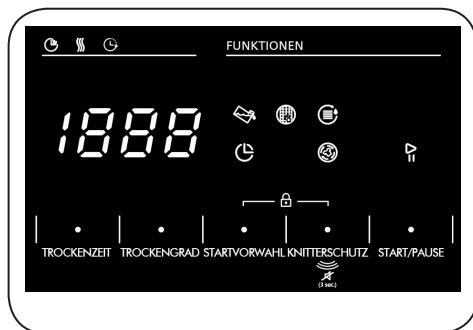 FUNKTIONEN
1888
TROCKENZEIT TROCKENGRAD STARTVORWAHL KNITTERSCHUTZ START/PAUSE
(3 sec.)